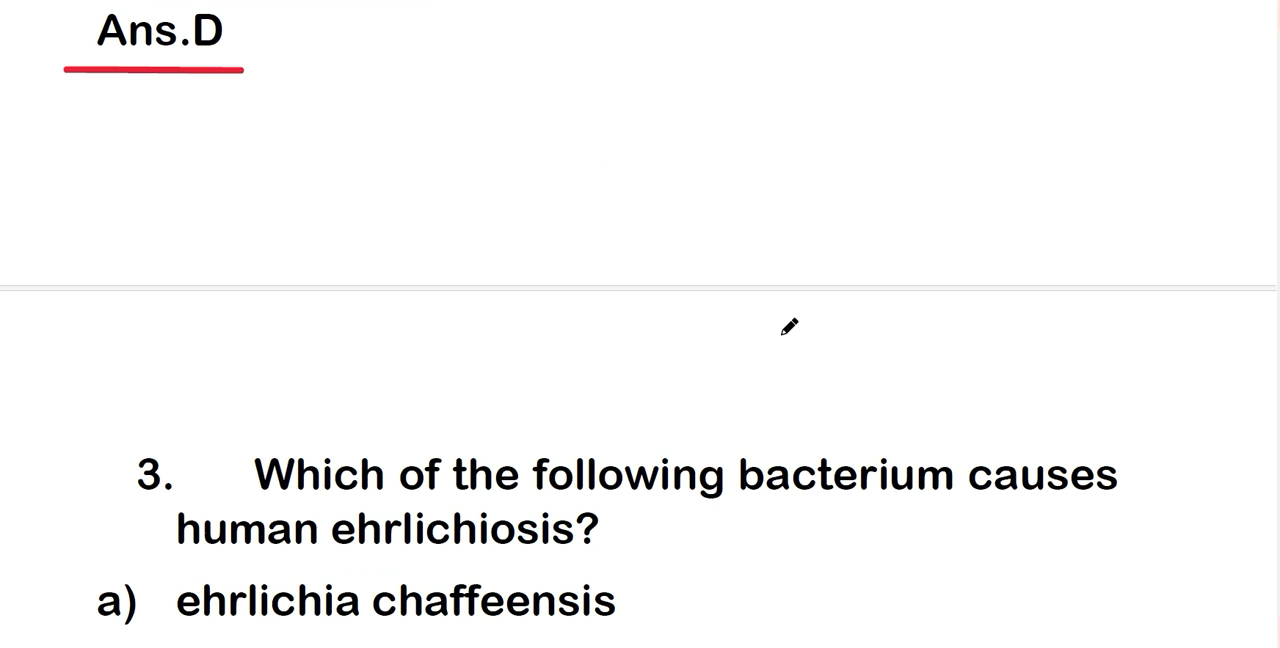 Ans.D
3. Which of the following bacterium causes
human ehrlichiosis?
a) ehrlichia chaffeensis